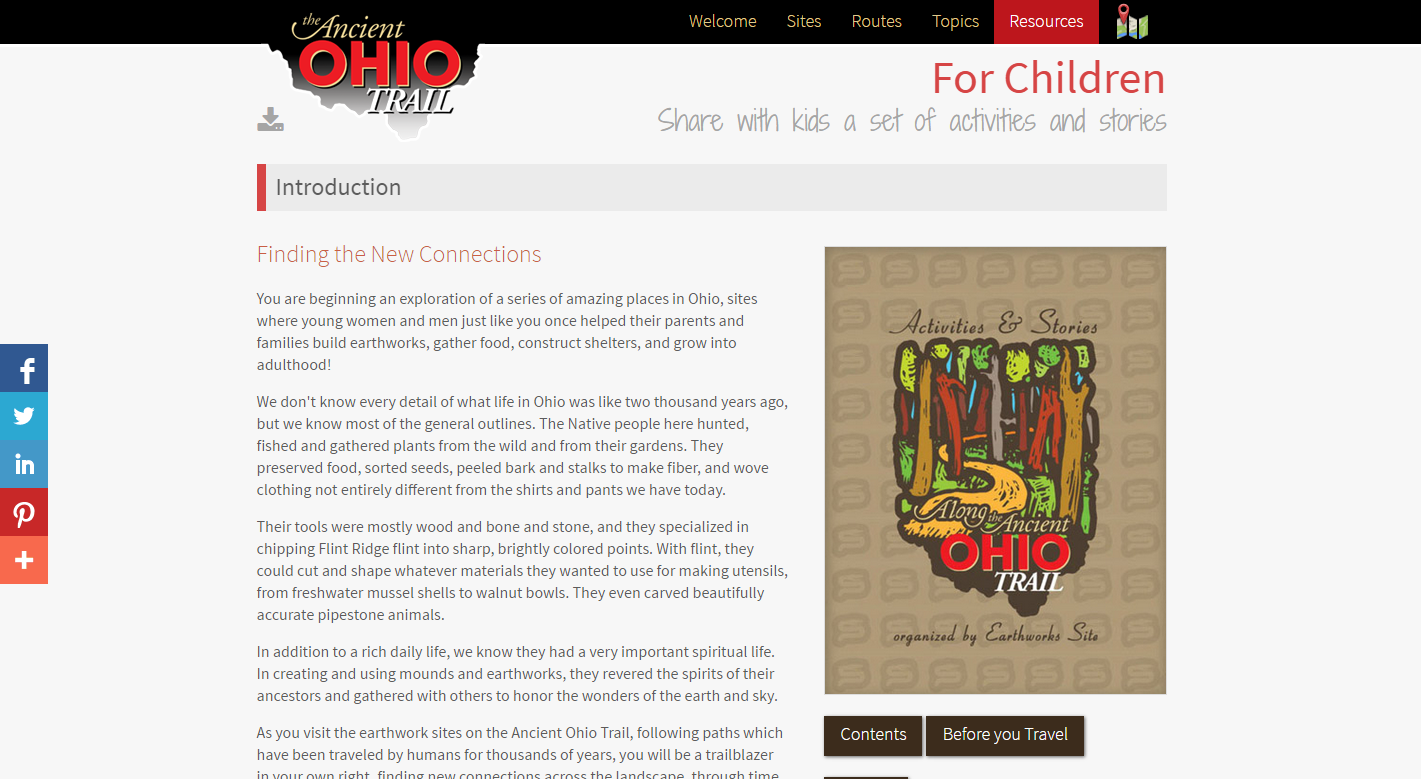 the Ancient
OHIO
TRAIL
Welcome Sites Routes Topics Resources
For Children
Share with kids a set of activities and stories
Introduction
Finding the New Connections
You are beginning an exploration of a series of amazing places in Ohio, sites
where young women and men just like you once helped their parents and
families build earthworks, gather food, construct shelters, and grow into
adulthood!
We don't know every detail of what life in Ohio was like two thousand years ago,
but we know most of the general outlines. The Native people here hunted,
fished and gathered plants from the wild and from their gardens. They
preserved food, sorted seeds, peeled bark and stalks to make fiber, and wove
clothing not entirely different from the shirts and pants we have today.
Their tools were mostly wood and bone and stone, and they specialized in
chipping Flint Ridge flint into sharp, brightly colored points. With flint, they
could cut and shape whatever materials they wanted to use for making utensils,
from freshwater mussel shells to walnut bowls. They even carved beautifully
accurate pipestone animals.
In addition to a rich daily life, we know they had a very important spiritual life.
In creating and using mounds and earthworks, they revered the spirits of their
ancestors and gathered with others to honor the wonders of the earth and sky.
As you visit the earthwork sites on the Ancient Ohio Trail, following paths which
have been traveled by humans for thousands of years, you will be a trailblazer
in your own right, finding new connections across the landscape, through time,
Activities & Stories
Along the Ancient
OHIO
TRAIL
organized by Earthworks Site
Contents Before you Travel